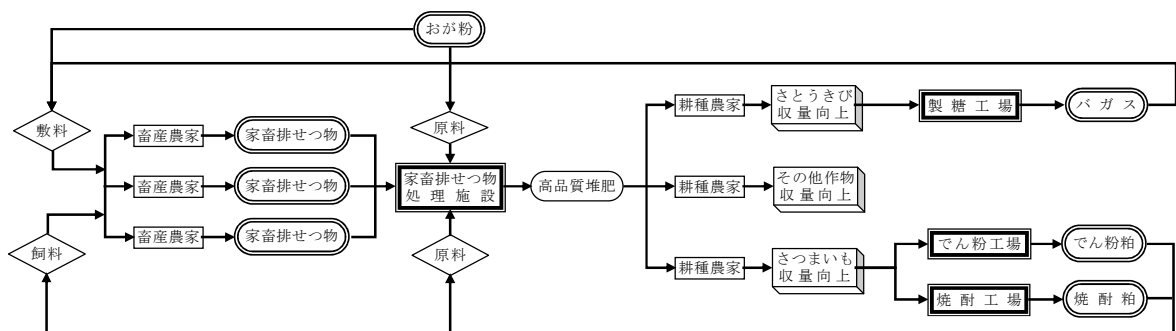 おが粉
敷料
飼料
畜産農家
畜産農家
畜産農家
家畜排せつ物
家畜排せつ物
家畜排せつ物
原料
家畜排せつ物
処理施設
原料
高品質堆肥
耕種農家
耕種農家
耕種農家
さとうきび
収量向上
その他作物
収量向上
さつまいも
収量向上
製糖工場
バガス
でん粉工場
でん粉粕
焼酎工場
焼酎粕